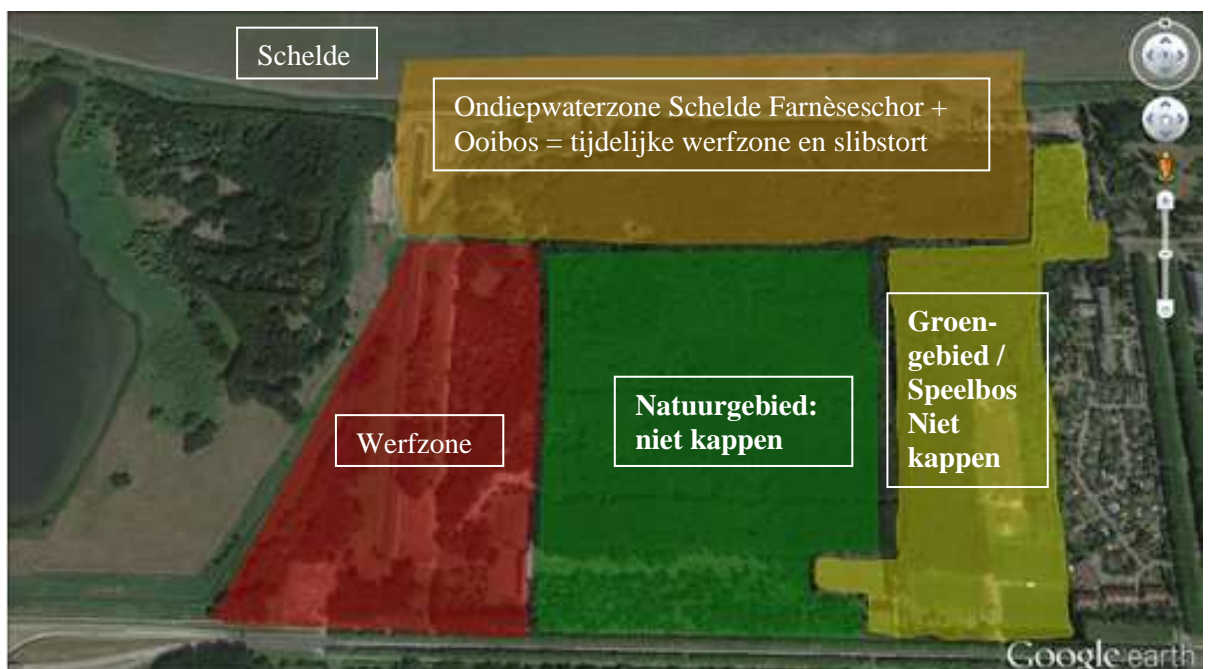 Schelde
Ondiepwaterzone Schelde Farnèseschor +
Ooibos = tijdelijke werfzone en slibstort
Werfzone
Natuurgebied:
niet kappen
Groen-
gebied /
Speelbos
Niet
kappen
Google earth